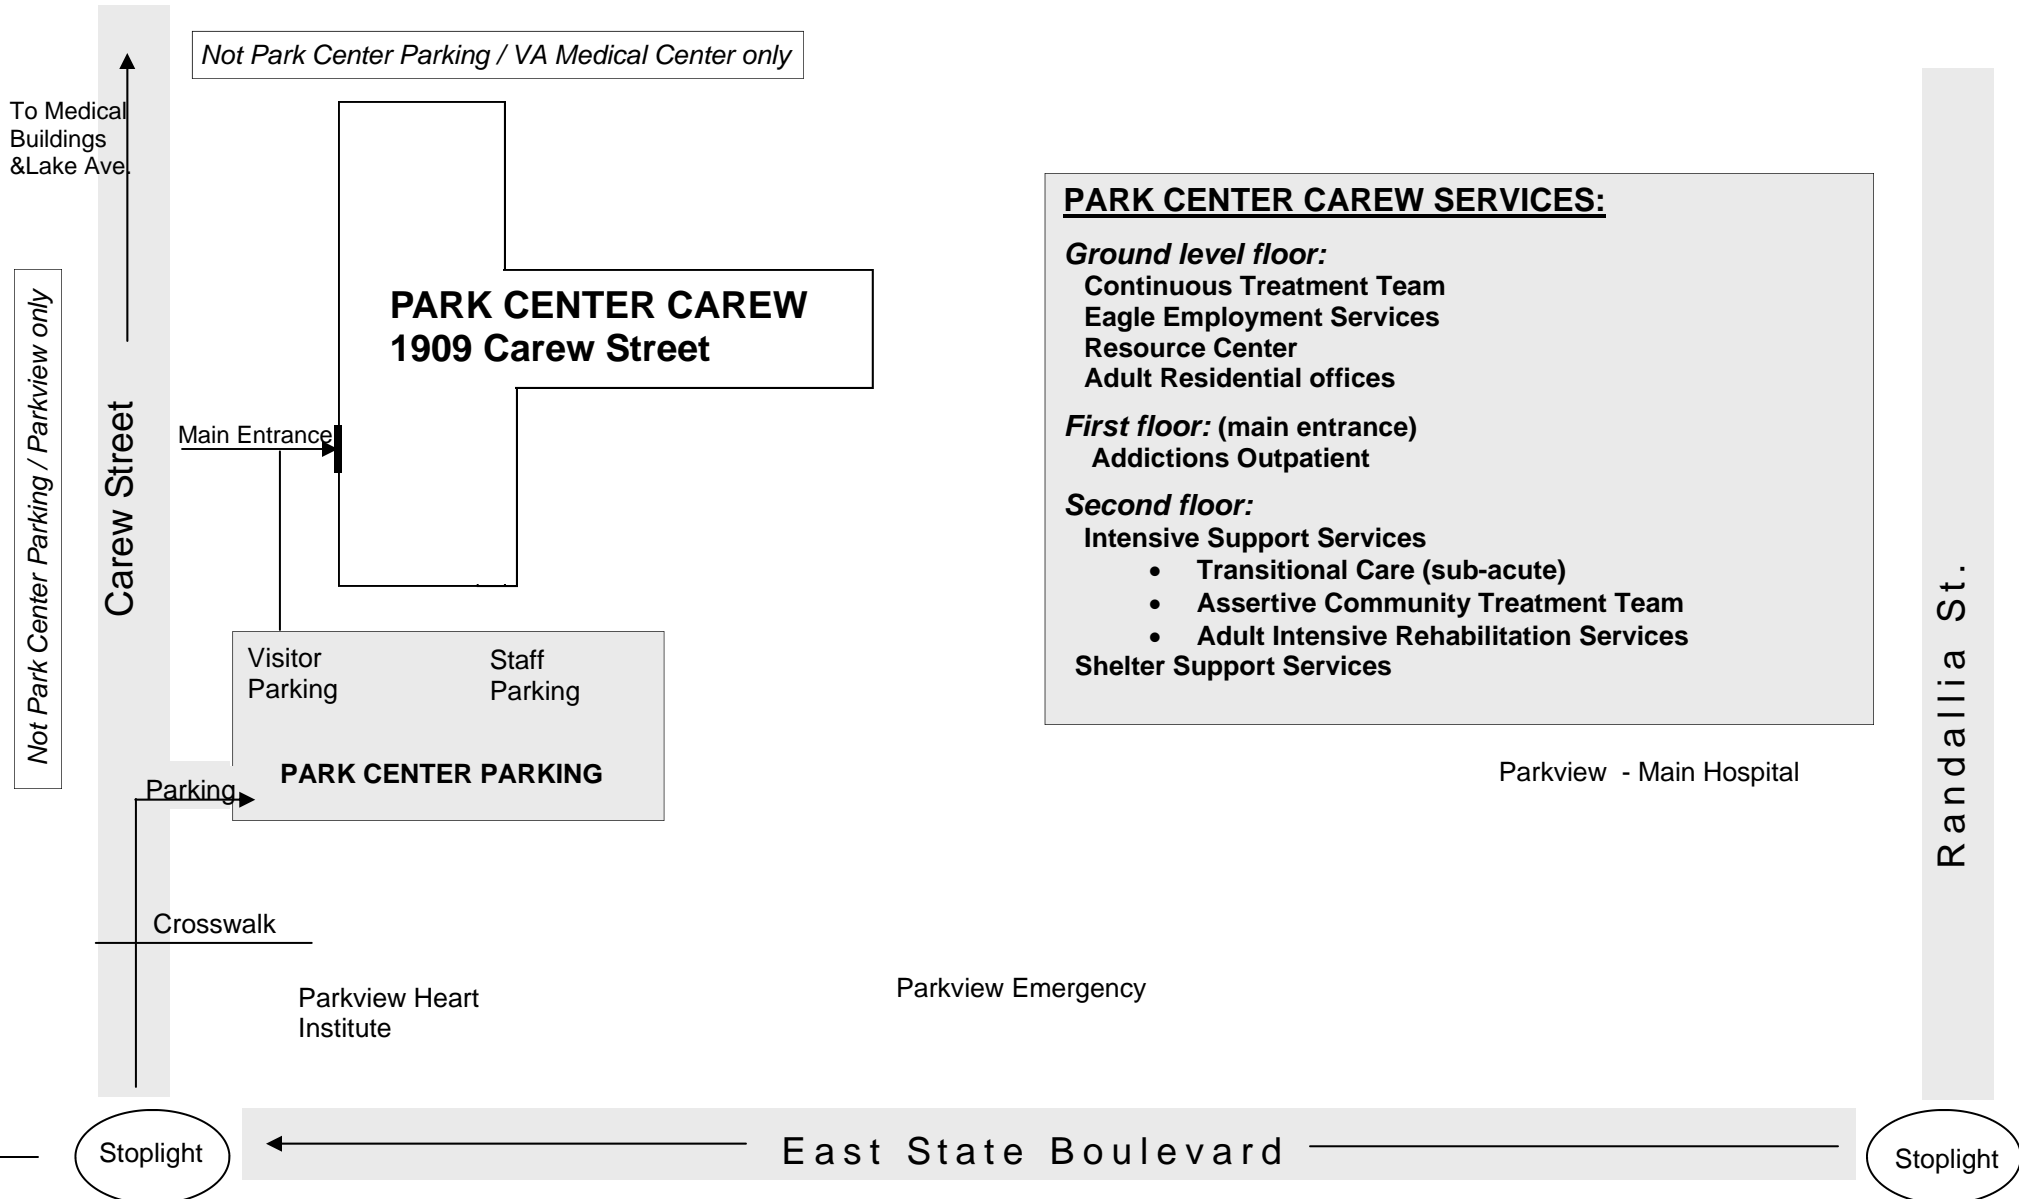 Not Park Center Parking / VA Medical Center only
To Medical
Buildings
&Lake Ave.
Not Park Center Parking / Parkview only
Carew Street
PARK CENTER CAREW
1909 Carew Street
Main Entrance
Visitor
Parking
Staff
Parking
PARK CENTER PARKING
Parking
Crosswalk
Parkview Heart
Institute
Parkview Emergency
PARK CENTER CAREW SERVICES:
Ground level floor:
Continuous Treatment Team
Eagle Employment Services
Resource Center
Adult Residential offices
First floor: (main entrance)
Addictions Outpatient
Second floor:
Intensive Support Services
• Transitional Care (sub-acute)
• Assertive Community Treatment Team
• Adult Intensive Rehabilitation Services
Shelter Support Services
Parkview - Main Hospital
Randallia St.
Stoplight
East State Boulevard
Stoplight